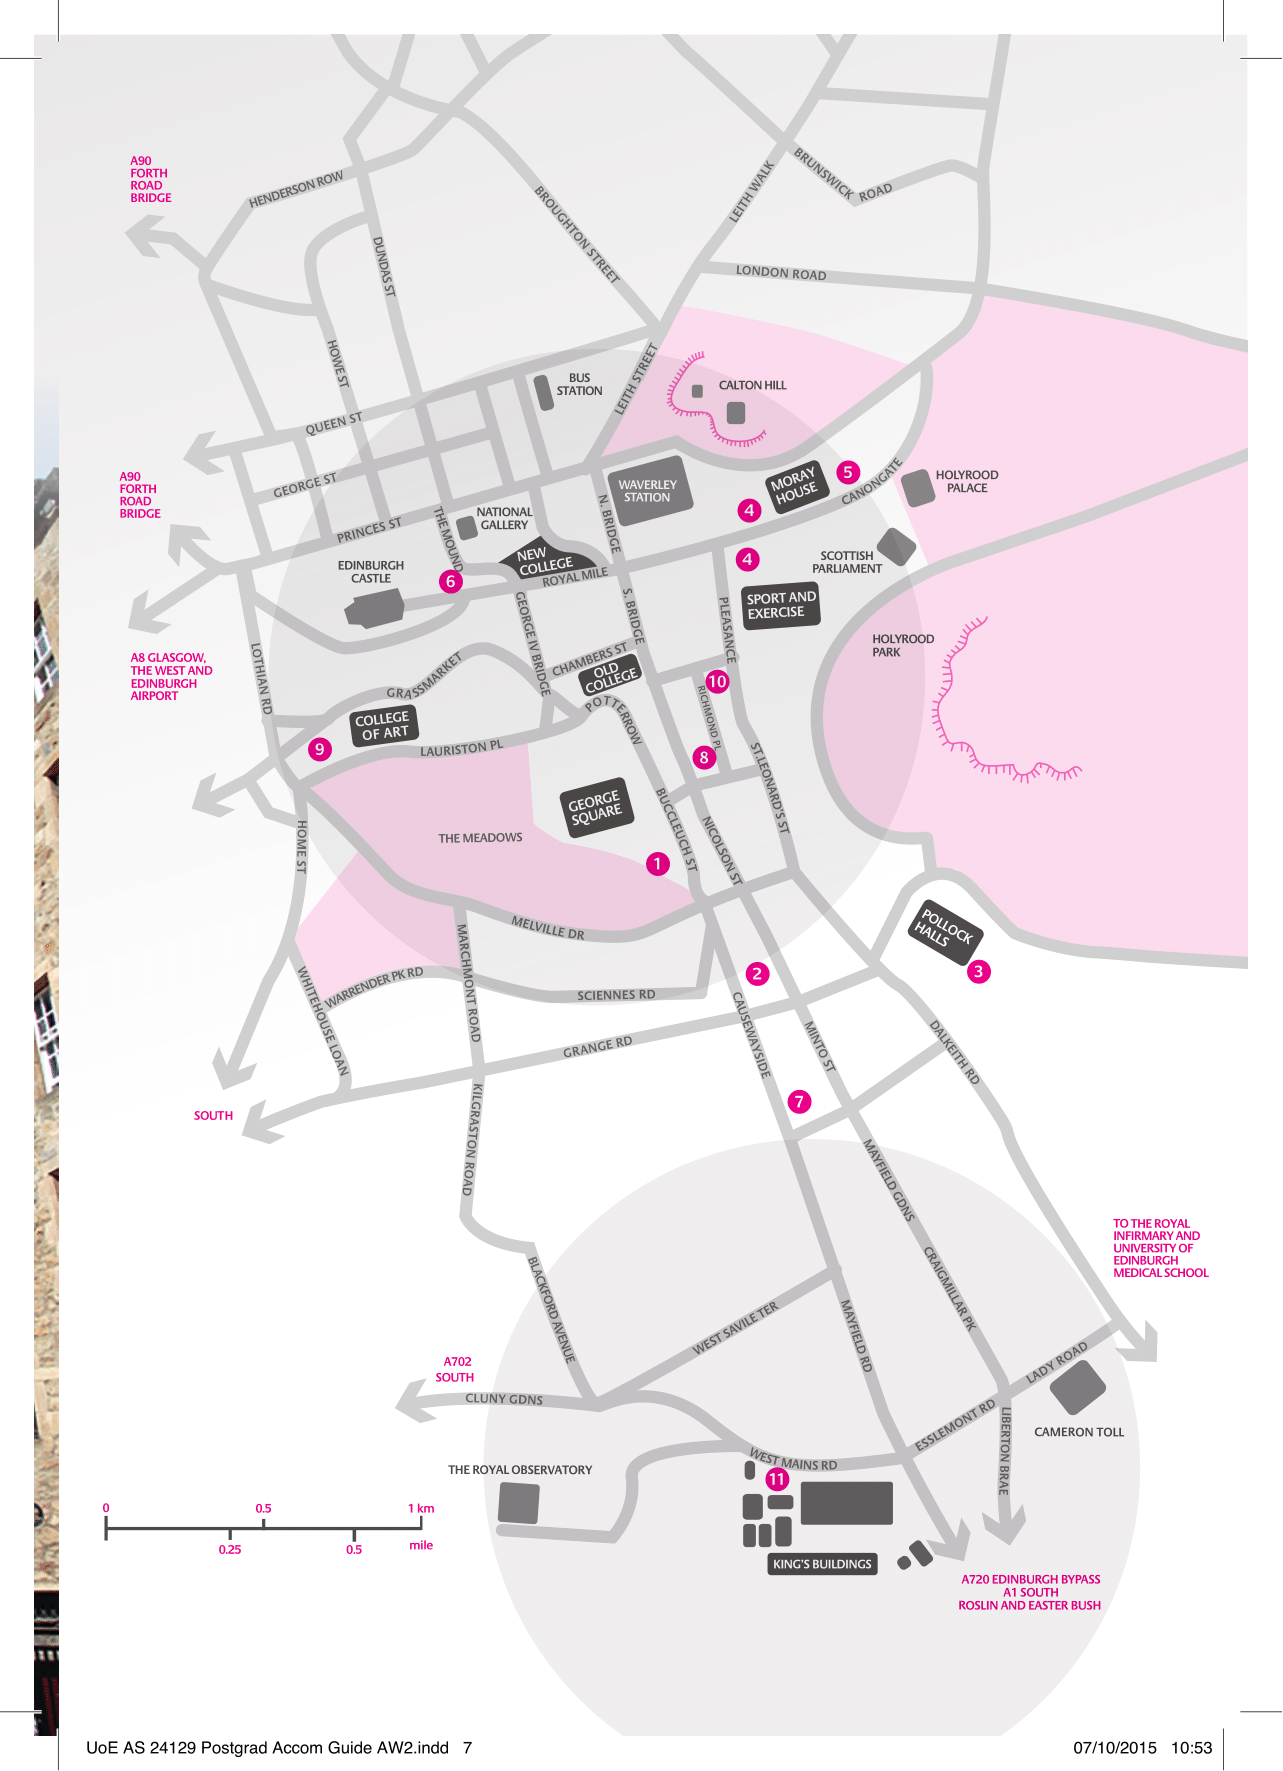 A90
FORTH
ROAD
BRIDGE
HENDERSON ROW
DUNDAS ST
BROUGHTON STREET
LEITH WALK
BRUNSWICK
ROAD
LONDON ROAD
HOWE ST
QUEEN ST
GEORGE ST
PRINCES ST
BUS
STATION
LEITH STREET
CALTON HILL
A90
FORTH
ROAD
BRIDGE
THE MOUND
NATIONAL
GALLERY
NEW
COLLEGE
ROYAL MILE
N. BRIDGE
WAVERLEY
STATION
MORAY
HOUSE
5
4
CANONGATE
HOLYROOD
PALACE
SCOTTISH
PARLIAMENT
4
EDINBURGH
CASTLE
6
SPORT AND
EXERCISE
PLEASANCE
S. BRIDGE
GEORGE IV BRIDGE
CHAMBERS ST
OLD
COLLEGE
HOLYROOD
PARK
A8 GLASGOW,
THE WEST AND
EDINBURGH
AIRPORT
LOTHIAN RD
GRASSMARKET
COLLEGE
OF ART
9
LAURISTON PL
POTTERROW
10
RICHMOND PL
8
ST.LEONARD'S ST
GEORGE
SQUARE
BUCCLEUCH ST
NICOLSON ST
THE MEADOWS
HOME ST
1
MELVILLE DR
MARCHMONT ROAD
WARRENDER PK RD
WHITEHOUSE LOAN
SCIENNES RD
GRANGE RD
POLLOCK
HALLS
3
2
CAUSEWAYSIDE
MINTO ST
DALKEITH RD
SOUTH
KILGRASTON ROAD
7
MAYFIELD GDNS
CRAIGMILLAR PK
TO THE ROYAL
INFIRMARY AND
UNIVERSITY OF
EDINBURGH
MEDICAL SCHOOL
BLACKFORD AVENUE
WEST SAVILE TER
MAYFIELD RD
A702
SOUTH
CLUNY GDNS
LADY ROAD
ESSLEMONT RD
LIBERTON BRAE
CAMERON TOLL
THE ROYAL OBSERVATORY
WEST MAINS RD
11
KING'S BUILDINGS
0
0.5
1 km
0.25
0.5
mile
A720 EDINBURGH BYPASS
A1 SOUTH
ROSLIN AND EASTER BUSH
UoE AS 24129 Postgrad Accom Guide AW2.indd 7
07/10/2015 10:53